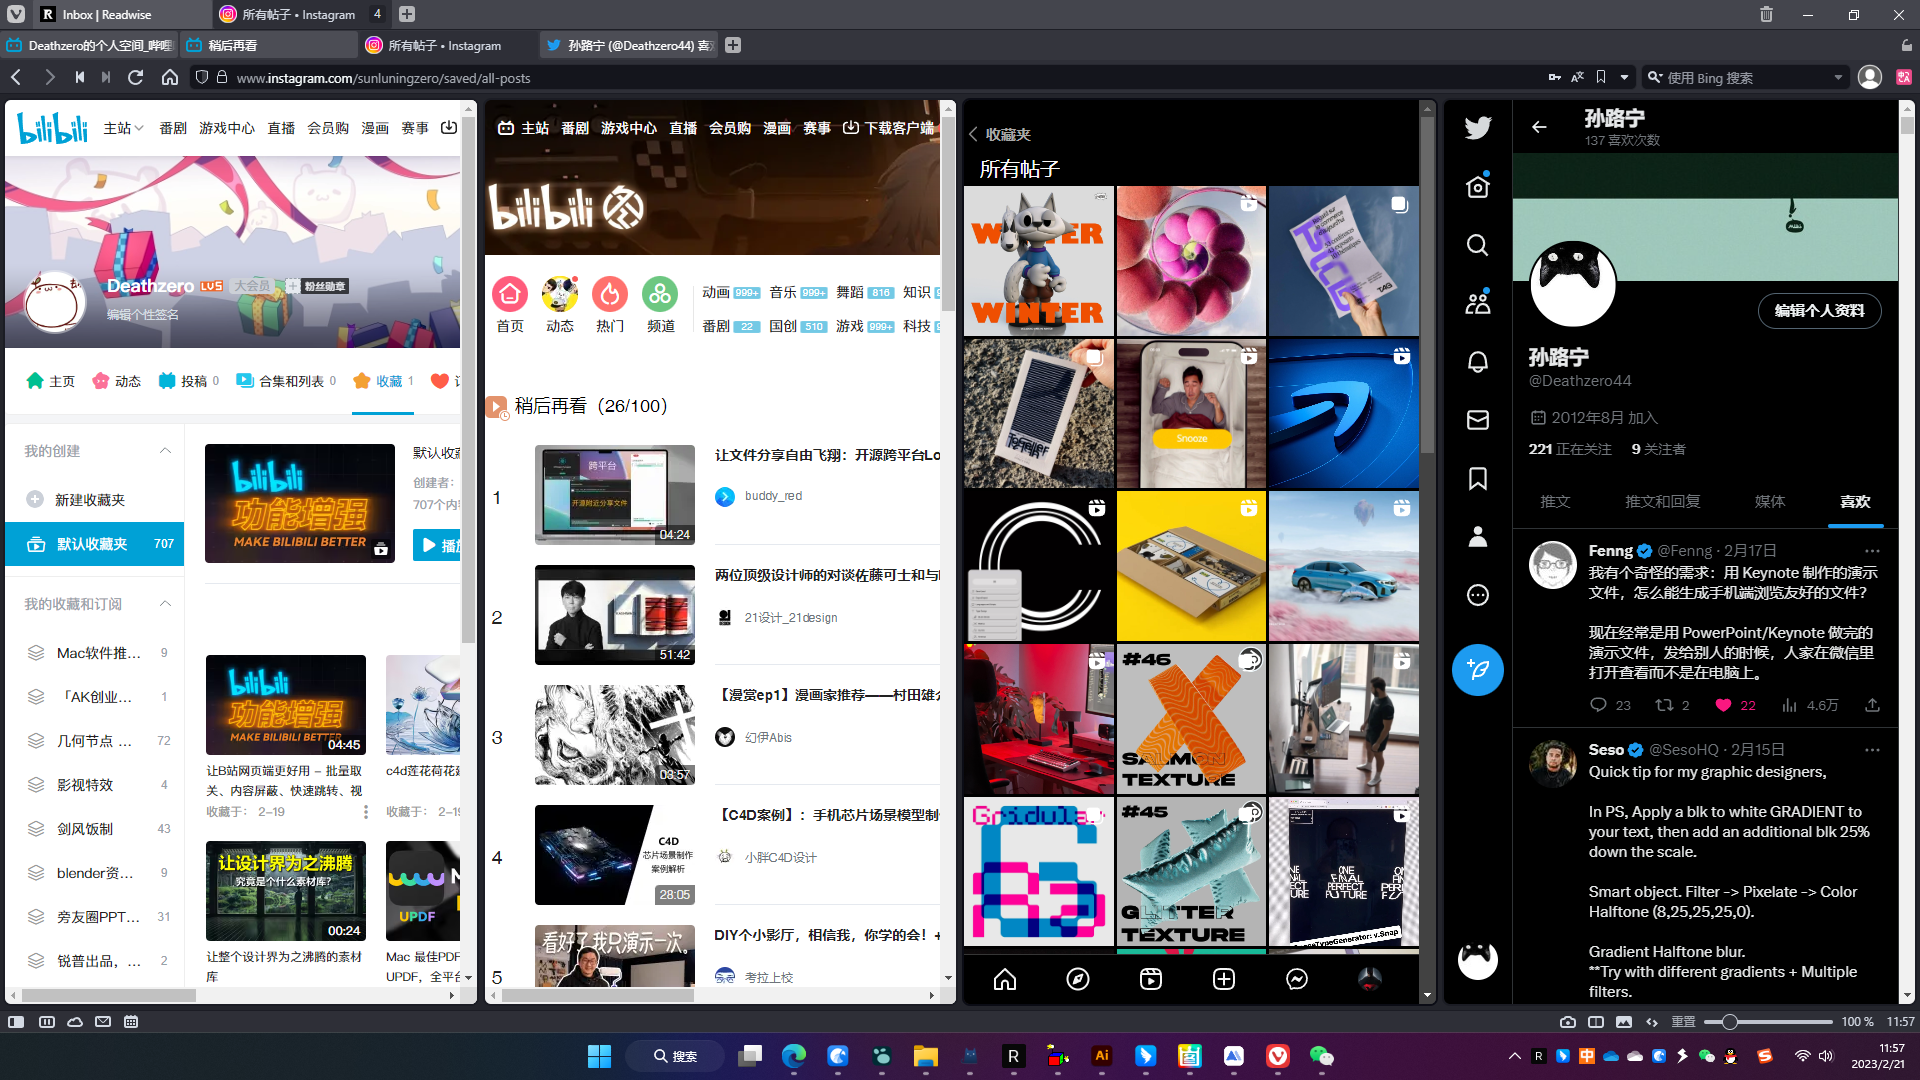 Inbox | Readwise
所有帖子 • Instagram
4
Deathzero的个人空间_哔哩
稍后再看
所有帖子 • Instagram
孙路宁 (@Deathzero44) 喜
www.instagram.com/sunluningzero/saved/all-posts
使用 Bing 搜索
bilibili
主站
番剧
游戏中心
直播
会员购
漫画
赛事
Deathzero
LV5
大会员
粉丝勋章
编辑个性签名
主页
动态
投稿 0
合集和列表 0
收藏 1
我的创建
新建收藏夹
默认收藏夹 707
我的收藏和订阅
Mac软件推... 9
「AK创业... 1
几何节点 ... 72
影视特效 4
剑风饭制 43
blender资... 9
旁友圈PPT... 31
锐普出品，... 2
bilibili
功能增强
MAKE BILIBILI BETTER
默认收
创建者：
707个内
bilibili
功能增强
MAKE BILIBILI BETTER
04:45
让B站网页端更好用 – 批量取
关、内容屏蔽、快速跳转、视
收藏于： 2-19
c4d莲花荷花
收藏于： 2-1
让设计界为之沸腾
究竟是个什么素材库？
00:24
让整个设计界为之沸腾的素材
库
UPDF
Mac 最佳PDF
UPDF，全平台
主站
番剧
游戏中心
直播
会员购
漫画
赛事
下载客户端
bilibili
首页
动态
热门
频道
动画 999+
音乐 999+
舞蹈 816
知识
番剧 22
国创 510
游戏 999+
科技
稍后再看（26/100）
1
跨平台
开源附近分享文件
04:24
让文件分享自由飞翔：开源跨平台Lo
buddy_red
2
51:42
两位顶级设计师的对谈佐藤可士和与
21设计_21design
3
03:57
【漫赏ep1】漫画家推荐——村田雄
幻伊Abis
4
C4D
芯片场景制作
案例解析
28:05
【C4D案例】：手机芯片场景模型制
小胖C4D设计
5
看好了 我只演示一次。
DIY个小影厅，相信我，你学的会！+
考拉上校
收藏夹
所有帖子
WINTER
WINTER
Snooze
#46
SALMON
TEXTURE
Gridular
#45
GLITTER
TEXTURE
孙路宁
137 喜欢次数
编辑个人资料
孙路宁
@Deathzero44
2012年8月 加入
221 正在关注 9 关注者
推文
推文和回复
媒体
喜欢
Fenng @Fenng · 2月17日
我有个奇怪的需求：用 Keynote 制作的演示
文件，怎么能生成手机端浏览友好的文件？
现在经常是用 PowerPoint/Keynote 做完的
演示文件，发给别人的时候，人家在微信里
打开查看而不是在电脑上。
23
2
22
4.6万
Seso @SesoHQ · 2月15日
Quick tip for my graphic designers,
In PS, Apply a blk to white GRADIENT to
your text, then add an additional blk 25%
down the scale.
Smart object. Filter -> Pixelate -> Color
Halftone (8,25,25,25,0).
Gradient Halftone blur.
**Try with different gradients + Multiple
filters.
重置
100 %
11:57
搜索
中
11:57
2023/2/21